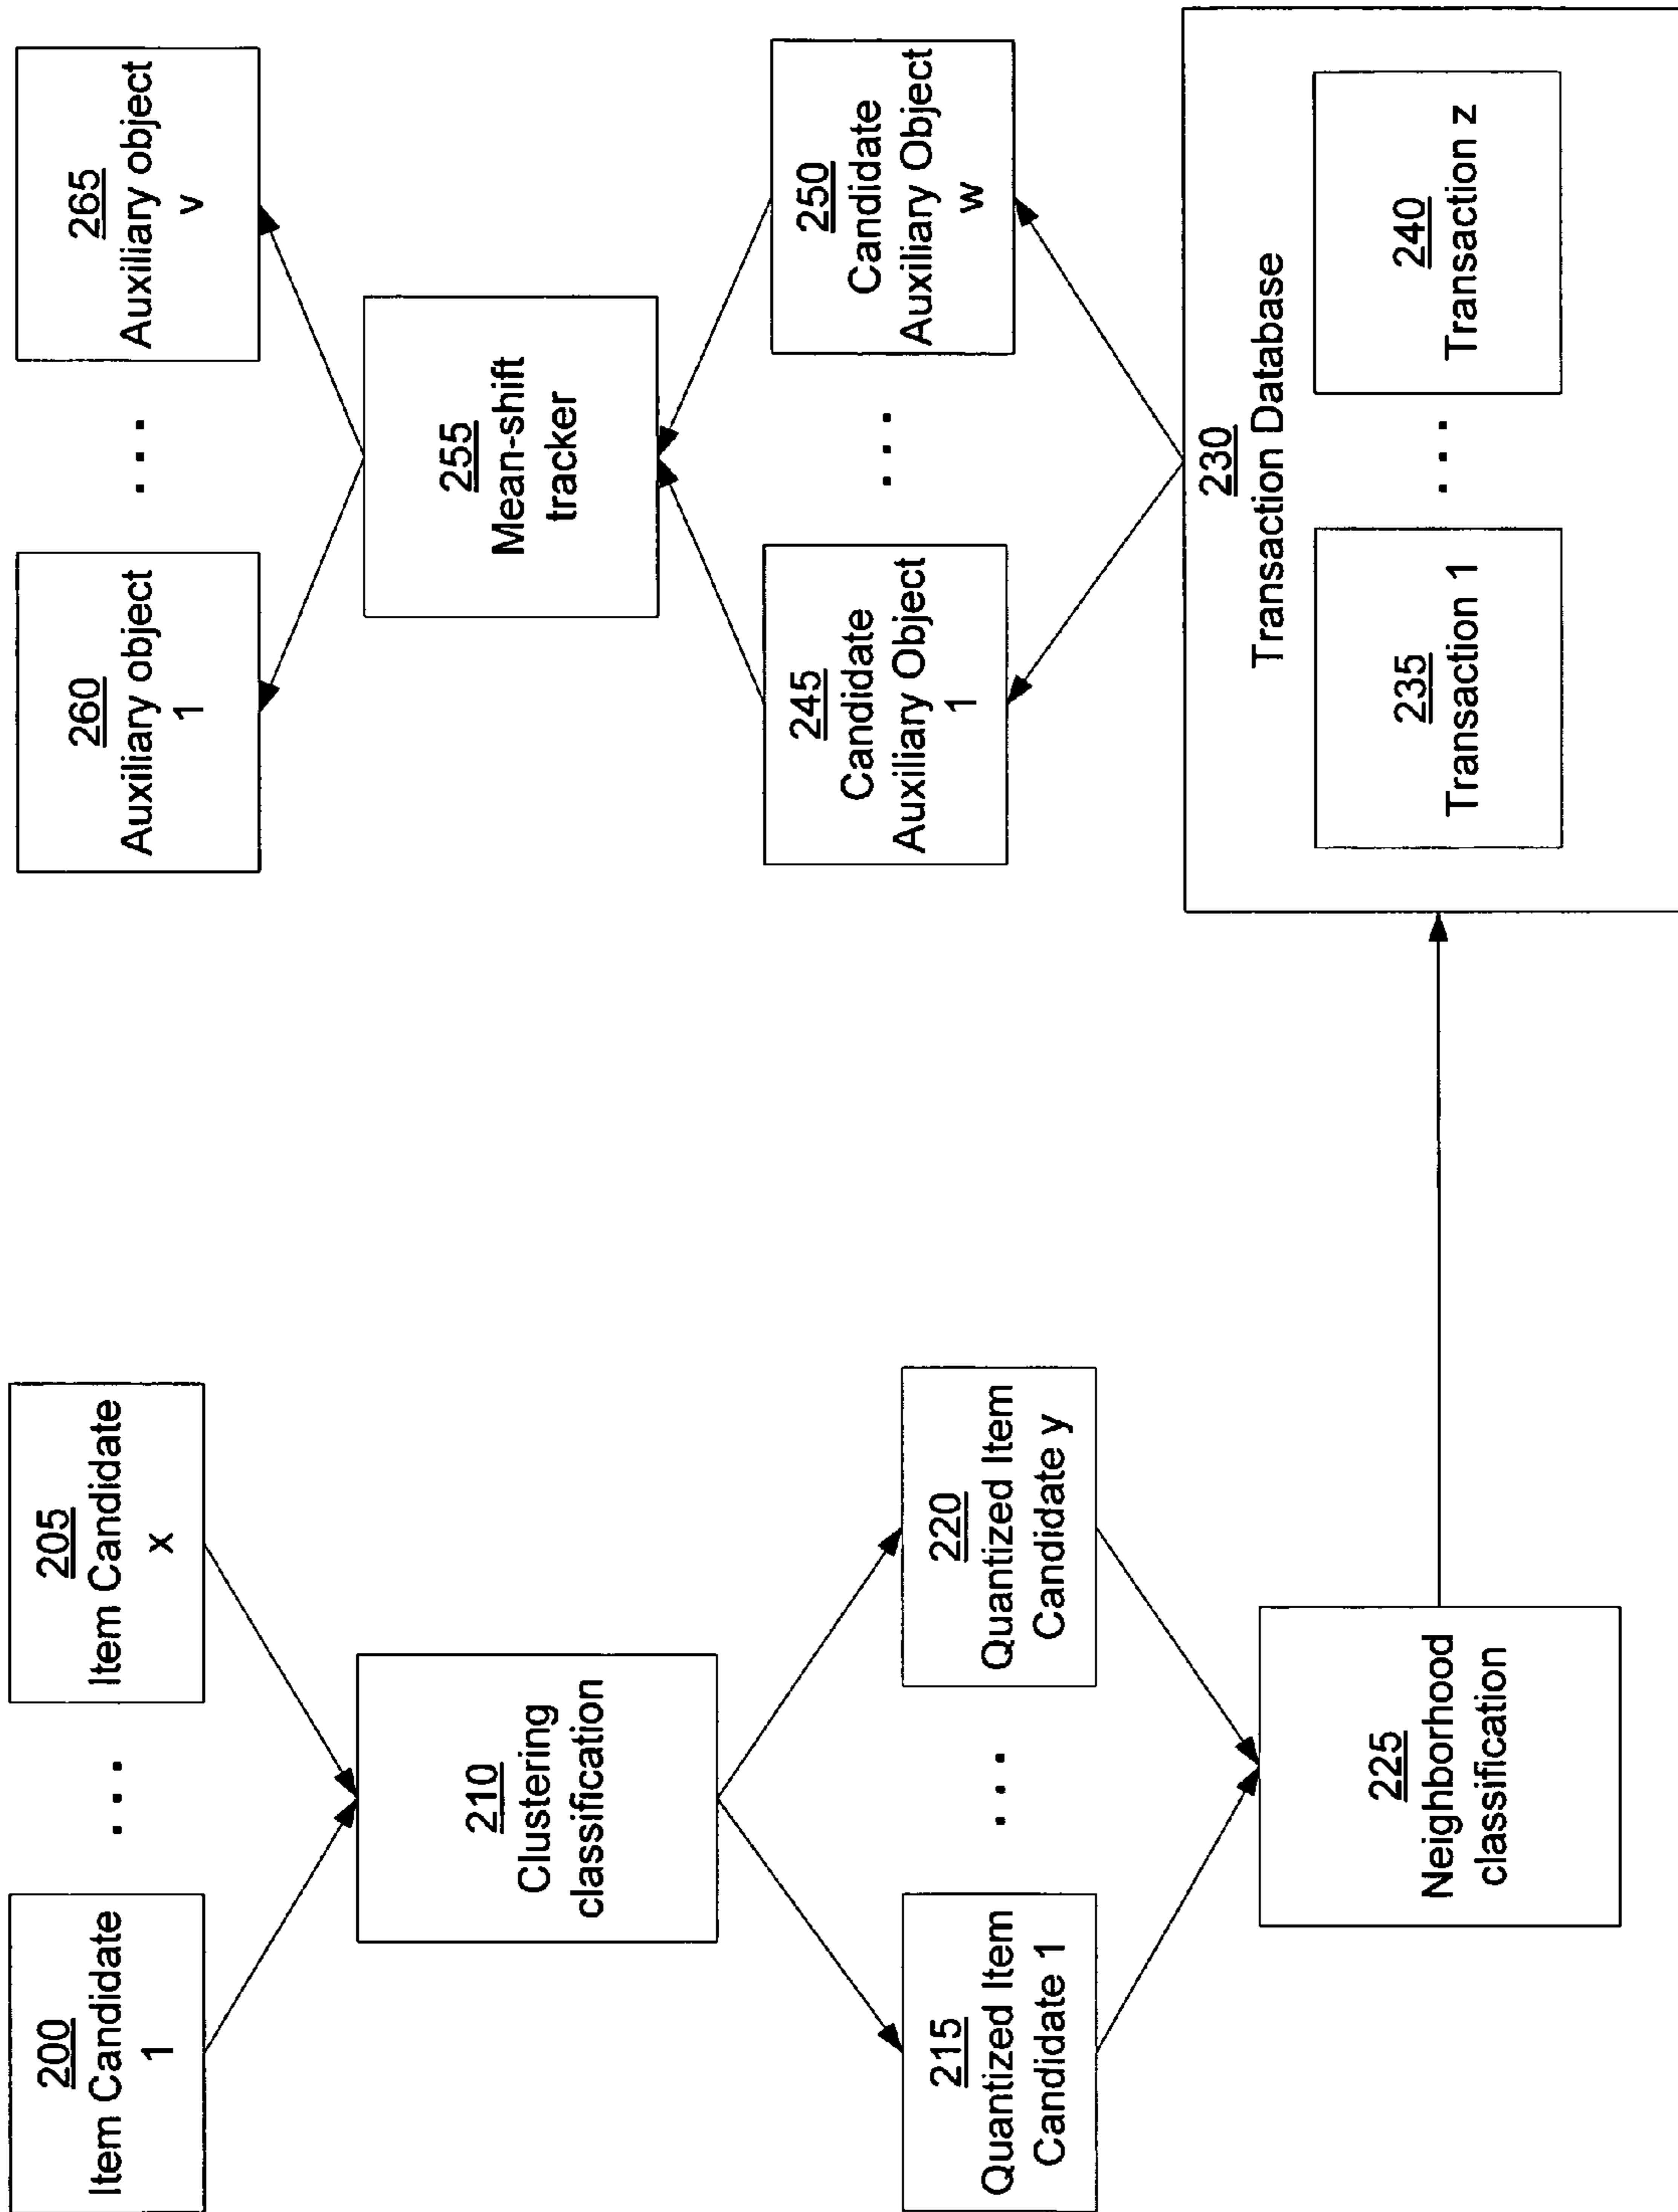 200
Item Candidate
1
. . .
205
Item Candidate
x
210
Clustering
classification
215
Quantized Item
Candidate 1
. . .
220
Quantized Item
Candidate y
225
Neighborhood
classification
260
Auxiliary object
1
. . .
265
Auxiliary object
v
255
Mean-shift
tracker
245
Candidate
Auxiliary Object
1
. . .
250
Candidate
Auxiliary Object
w
230
Transaction Database
235
Transaction 1
. . .
240
Transaction z